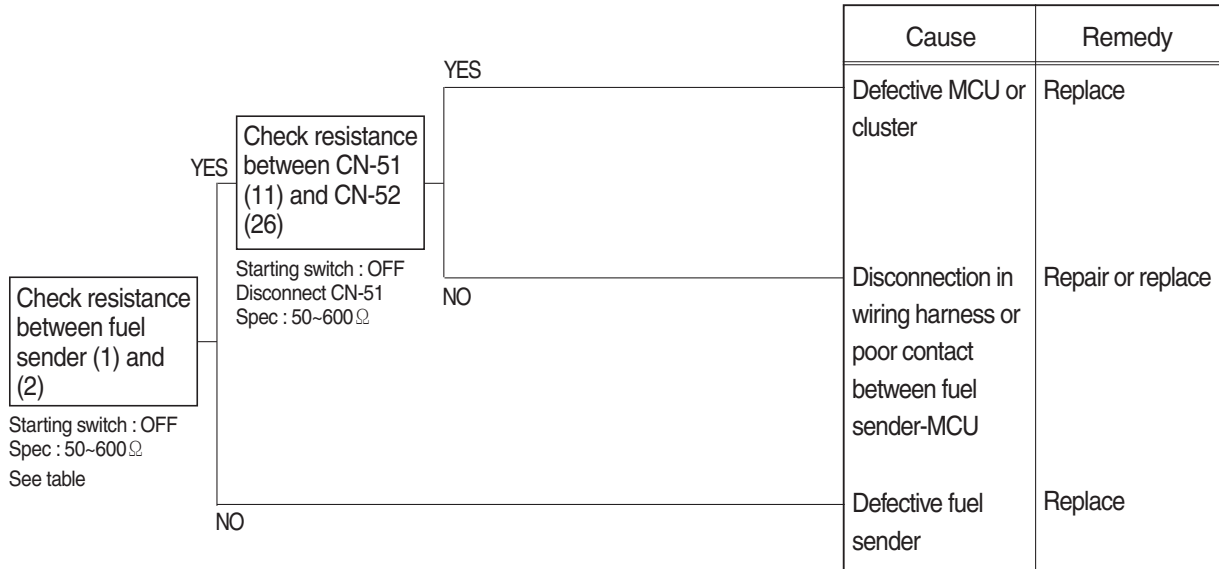 Check resistance
between fuel
sender (1) and
(2)
Starting switch : OFF
Spec : 50~600Ω
See table
YES
NO
Check resistance
between CN-51
(11) and CN-52
(26)
Starting switch : OFF
Disconnect CN-51
Spec : 50~600Ω
YES
NO
Cause
Remedy
Defective MCU or
cluster
Replace
Disconnection in
wiring harness or
poor contact
between fuel
sender-MCU
Repair or replace
Defective fuel
sender
Replace